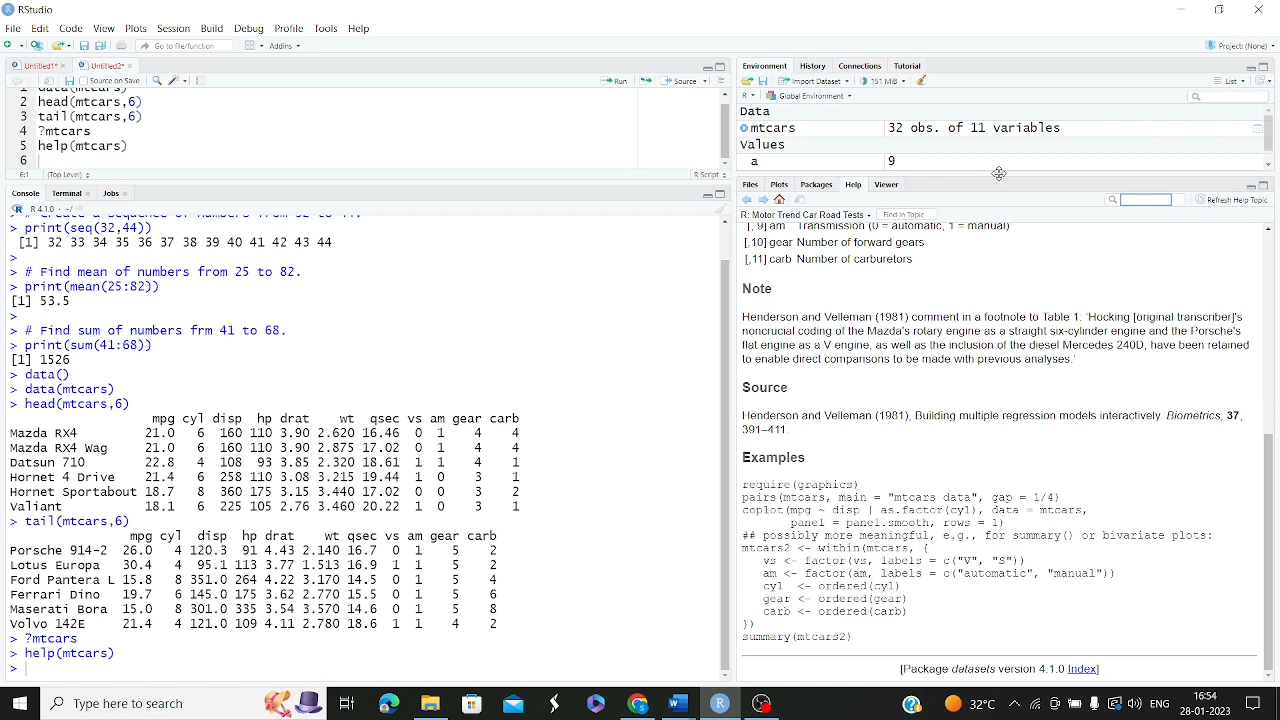 RStudio
File Edit Code View Plots Session Build Debug Profile Tools Help
Go to file/function Addins Project: (None)
Untitled1* Untitled2*
Source on Save Run Source
1 data(mtcars)
2 head(mtcars,6)
3 tail(mtcars,6)
4 ?mtcars
5 help(mtcars)
6
6:1 (Top Level) R Script
Console Terminal Jobs
R 4.1.0 · ~/
> # Create a sequence of numbers from 32 to 44.
> print(seq(32,44))
[1] 32 33 34 35 36 37 38 39 40 41 42 43 44
>
> # Find mean of numbers from 25 to 82.
> print(mean(25:82))
[1] 53.5
>
> # Find sum of numbers frm 41 to 68.
> print(sum(41:68))
[1] 1526
> data()
> data(mtcars)
> head(mtcars,6)
mpg cyl disp hp drat wt qsec vs am gear carb
Mazda RX4 21.0 6 160 110 3.90 2.620 16.46 0 1 4 4
Mazda RX4 Wag 21.0 6 160 110 3.90 2.875 17.02 0 1 4 4
Datsun 710 22.8 4 108 93 3.85 2.320 18.61 1 1 4 1
Hornet 4 Drive 21.4 6 258 110 3.08 3.215 19.44 1 0 3 1
Hornet Sportabout 18.7 8 360 175 3.15 3.440 17.02 0 0 3 2
Valiant 18.1 6 225 105 2.76 3.460 20.22 1 0 3 1
> tail(mtcars,6)
mpg cyl disp hp drat wt qsec vs am gear carb
Porsche 914-2 26.0 4 120.3 91 4.43 2.140 16.7 0 1 5 2
Lotus Europa 30.4 4 95.1 113 3.77 1.513 16.9 1 1 5 2
Ford Pantera L 15.8 8 351.0 264 4.22 3.170 14.5 0 1 5 4
Ferrari Dino 19.7 6 145.0 175 3.62 2.770 15.5 0 1 5 6
Maserati Bora 15.0 8 301.0 335 3.54 3.570 14.6 0 1 5 8
Volvo 142E 21.4 4 121.0 109 4.11 2.780 18.6 1 1 4 2
> ?mtcars
> help(mtcars)
>
Environment History Connections Tutorial
Import Dataset 151 MiB List
R Global Environment
Data
mtcars 32 obs. of 11 variables
Values
a 9
Files Plots Packages Help Viewer
Refresh Help Topic
R: Motor Trend Car Road Tests Find in Topic
[, 9] am Transmission (0 = automatic, 1 = manual)
[,10] gear Number of forward gears
[,11] carb Number of carburetors
Note
Henderson and Velleman (1981) comment in a footnote to Table 1: 'Hocking [original transcriber]'s
noncrucial coding of the Mazda's rotary engine as a straight six-cylinder engine and the Porsche's
flat engine as a V engine, as well as the inclusion of the diesel Mercedes 240D, have been retained
to enable direct comparisons to be made with previous analyses.'
Source
Henderson and Velleman (1981), Building multiple regression models interactively. Biometrics, 37,
391–411.
Examples
require(graphics)
pairs(mtcars, main = "mtcars data", gap = 1/4)
coplot(mpg ~ disp | as.factor(cyl), data = mtcars,
panel = panel.smooth, rows = 1)
## possibly more meaningful, e.g., for summary() or bivariate plots:
mtcars2 <- within(mtcars, {
vs <- factor(vs, labels = c("V", "S"))
am <- factor(am, labels = c("automatic", "manual"))
cyl <- ordered(cyl)
gear <- ordered(gear)
carb <- ordered(carb)
})
summary(mtcars2)
[Package datasets version 4.1.0 Index]
Type here to search
32°C ENG 16:54
28-01-2023